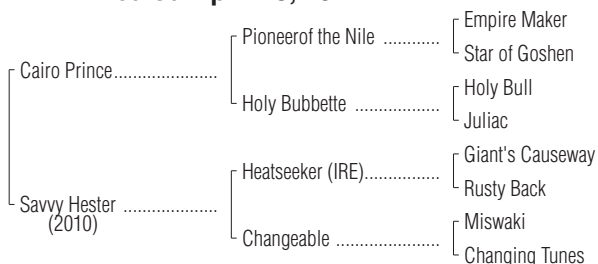 Empire Maker
Pioneerof the Nile ............
Star of Goshen
Cairo Prince......................
Holy Bull
Holy Bubbette ..................
Juliac
Giant's Causeway
Heatseeker (IRE)................
Rusty Back
Savvy Hester ....................
(2010)
Miswaki
Changeable ......................
Changing Tunes